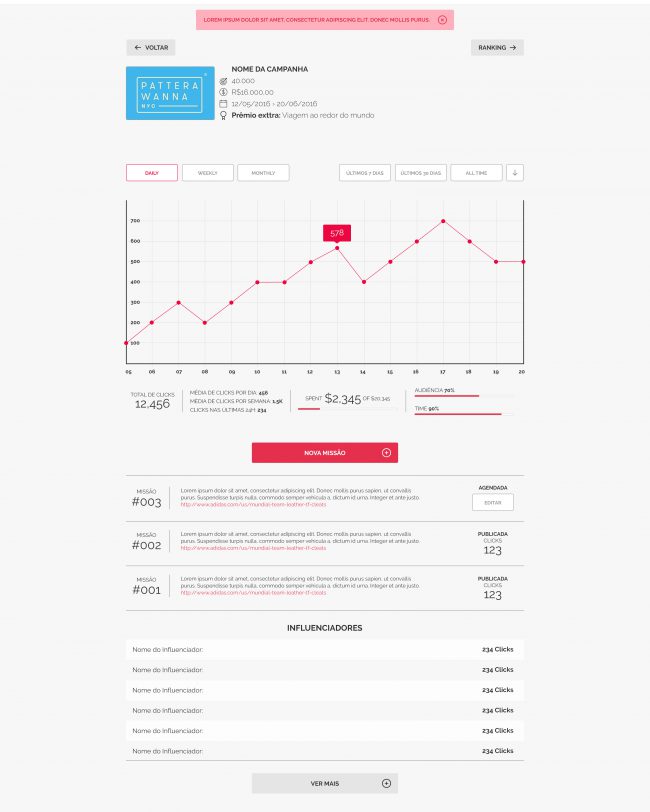 LOREM IPSUM DOLOR SIT AMET, CONSECTETUR ADIPISCING ELIT. DONEC MOLLIS PURUS.
VOLTAR
RANKING
PATTERA
WANNA
NYC
NOME DA CAMPANHA
40.000
R$16.000,00
12/05/2016 > 20/06/2016
Prêmio exttra: Viagem ao redor do mundo
DAILY
WEEKLY
MONTHLY
ÚLTIMOS 7 DIAS
ÚLTIMOS 30 DIAS
ALL TIME
700
600
500
400
300
200
100
578
05 06 07 08 09 10 11 12 13 14 15 16 17 18 19 20
TOTAL DE CLICKS
12,456
MÉDIA DE CLICKS POR DIA: 456
MÉDIA DE CLICKS POR SEMANA: 1,5K
CLICKS NAS ÚLTIMAS 24H: 234
SPENT $2,345 OF $20,345
AUDIÊNCIA 70%
TIME 90%
NOVA MISSÃO
MISSÃO
#003
Lorem ipsum dolor sit amet, consectetur adipiscing elit. Donec mollis purus sapien, ut convallis
purus. Suspendisse turpis nulla, commodo semper vehicula a, dictum id urna. Integer et ante justo.
http://www.adidas.com/us/mundial-team-leather-tf-cleats
AGENDADA
EDITAR
MISSÃO
#002
Lorem ipsum dolor sit amet, consectetur adipiscing elit. Donec mollis purus sapien, ut convallis
purus. Suspendisse turpis nulla, commodo semper vehicula a, dictum id urna. Integer et ante justo.
http://www.adidas.com/us/mundial-team-leather-tf-cleats
PUBLICADA
CLICKS
123
MISSÃO
#001
Lorem ipsum dolor sit amet, consectetur adipiscing elit. Donec mollis purus sapien, ut convallis
purus. Suspendisse turpis nulla, commodo semper vehicula a, dictum id urna. Integer et ante justo.
http://www.adidas.com/us/mundial-team-leather-tf-cleats
PUBLICADA
CLICKS
123
INFLUENCIADORES
Nome do Influenciador: 234 Clicks
Nome do Influenciador: 234 Clicks
Nome do Influenciador: 234 Clicks
Nome do Influenciador: 234 Clicks
Nome do Influenciador: 234 Clicks
Nome do Influenciador: 234 Clicks
VER MAIS